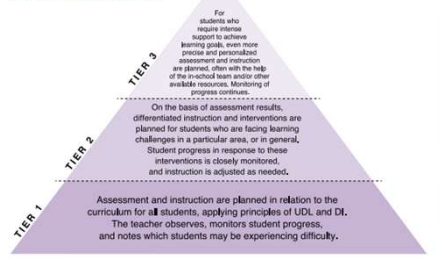 For
students who
require intense
support to achieve
learning goals, even more
precise and personalized
assessment and instruction
are planned, often with the help
of the in-school team and/or other
available resources. Monitoring of
progress continues.
TIER 3
On the basis of assessment results,
differentiated instruction and interventions are
planned for students who are facing learning
challenges in a particular area, or in general.
Student progress in response to these
interventions is closely monitored,
and instruction is adjusted as needed.
TIER 2
Assessment and instruction are planned in relation to the
curriculum for all students, applying principles of UDL and DI.
The teacher observes, monitors student progress,
and notes which students may be experiencing difficulty.
TIER 1